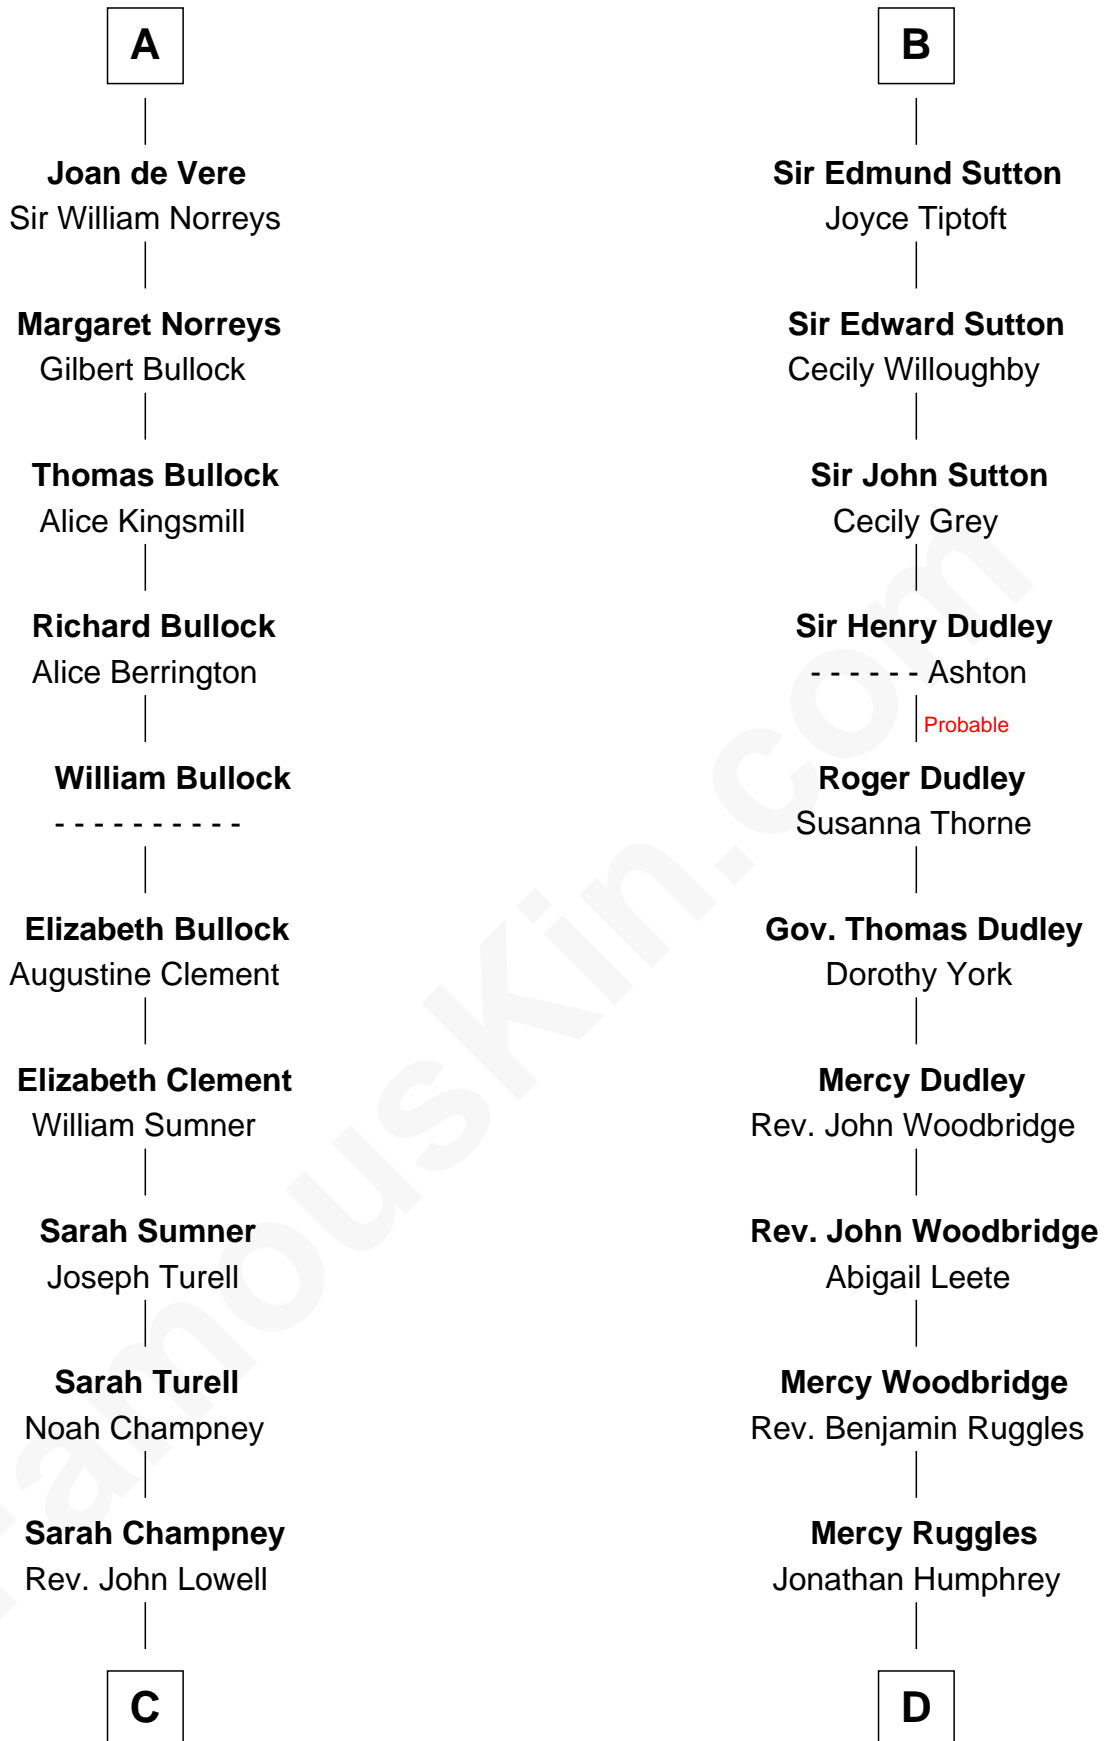 A
Joan de Vere
Sir William Norreys
Margaret Norreys
Gilbert Bullock
Thomas Bullock
Alice Kingsmill
Richard Bullock
Alice Berrington
William Bullock
- - - - - - - - - -
Elizabeth Bullock
Augustine Clement
Elizabeth Clement
William Sumner
Sarah Sumner
Joseph Turell
Sarah Turell
Noah Champney
Sarah Champney
Rev. John Lowell
C
B
Sir Edmund Sutton
Joyce Tiptoft
Sir Edward Sutton
Cecily Willoughby
Sir John Sutton
Cecily Grey
Sir Henry Dudley
- - - - - - Ashton
Probable
Roger Dudley
Susanna Thorne
Gov. Thomas Dudley
Dorothy York
Mercy Dudley
Rev. John Woodbridge
Rev. John Woodbridge
Abigail Leete
Mercy Woodbridge
Rev. Benjamin Ruggles
Mercy Ruggles
Jonathan Humphrey
D
FamousKin.com